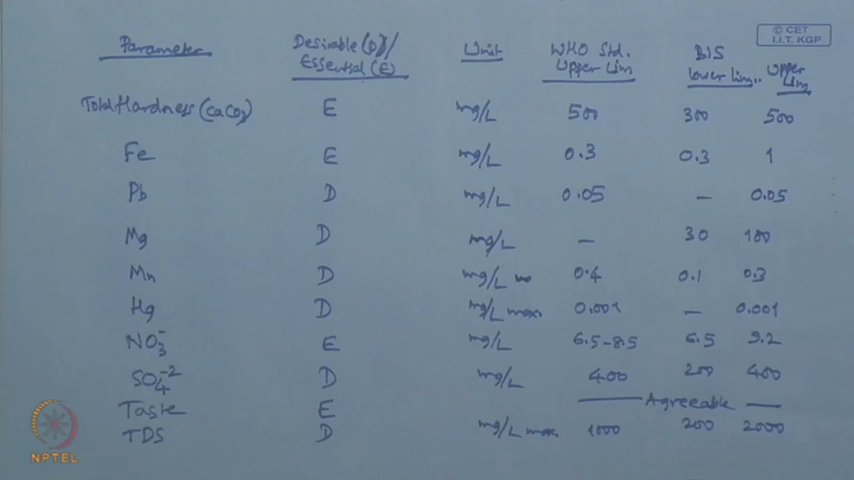 © CET
I.I.T. KGP
Parameter Desirable (D)/ Essential (E) Unit WHO Std. Upper Lim BIS lower lim.. Upper Lim
Total Hardness (CaCO3) E mg/L 500 300 500
Fe E mg/L 0.3 0.3 1
Pb D mg/L 0.05 — 0.05
Mg D mg/L — 30 100
Mn D mg/L 0.4 0.1 0.3
Hg D mg/L max. 0.001 — 0.001
NO3- E mg/L 6.5-8.5 6.5 9.2
SO4-2 D mg/L 400 200 400
Taste E — Agreeable —
TDS D mg/L max. 1000 200 2000
NPTEL